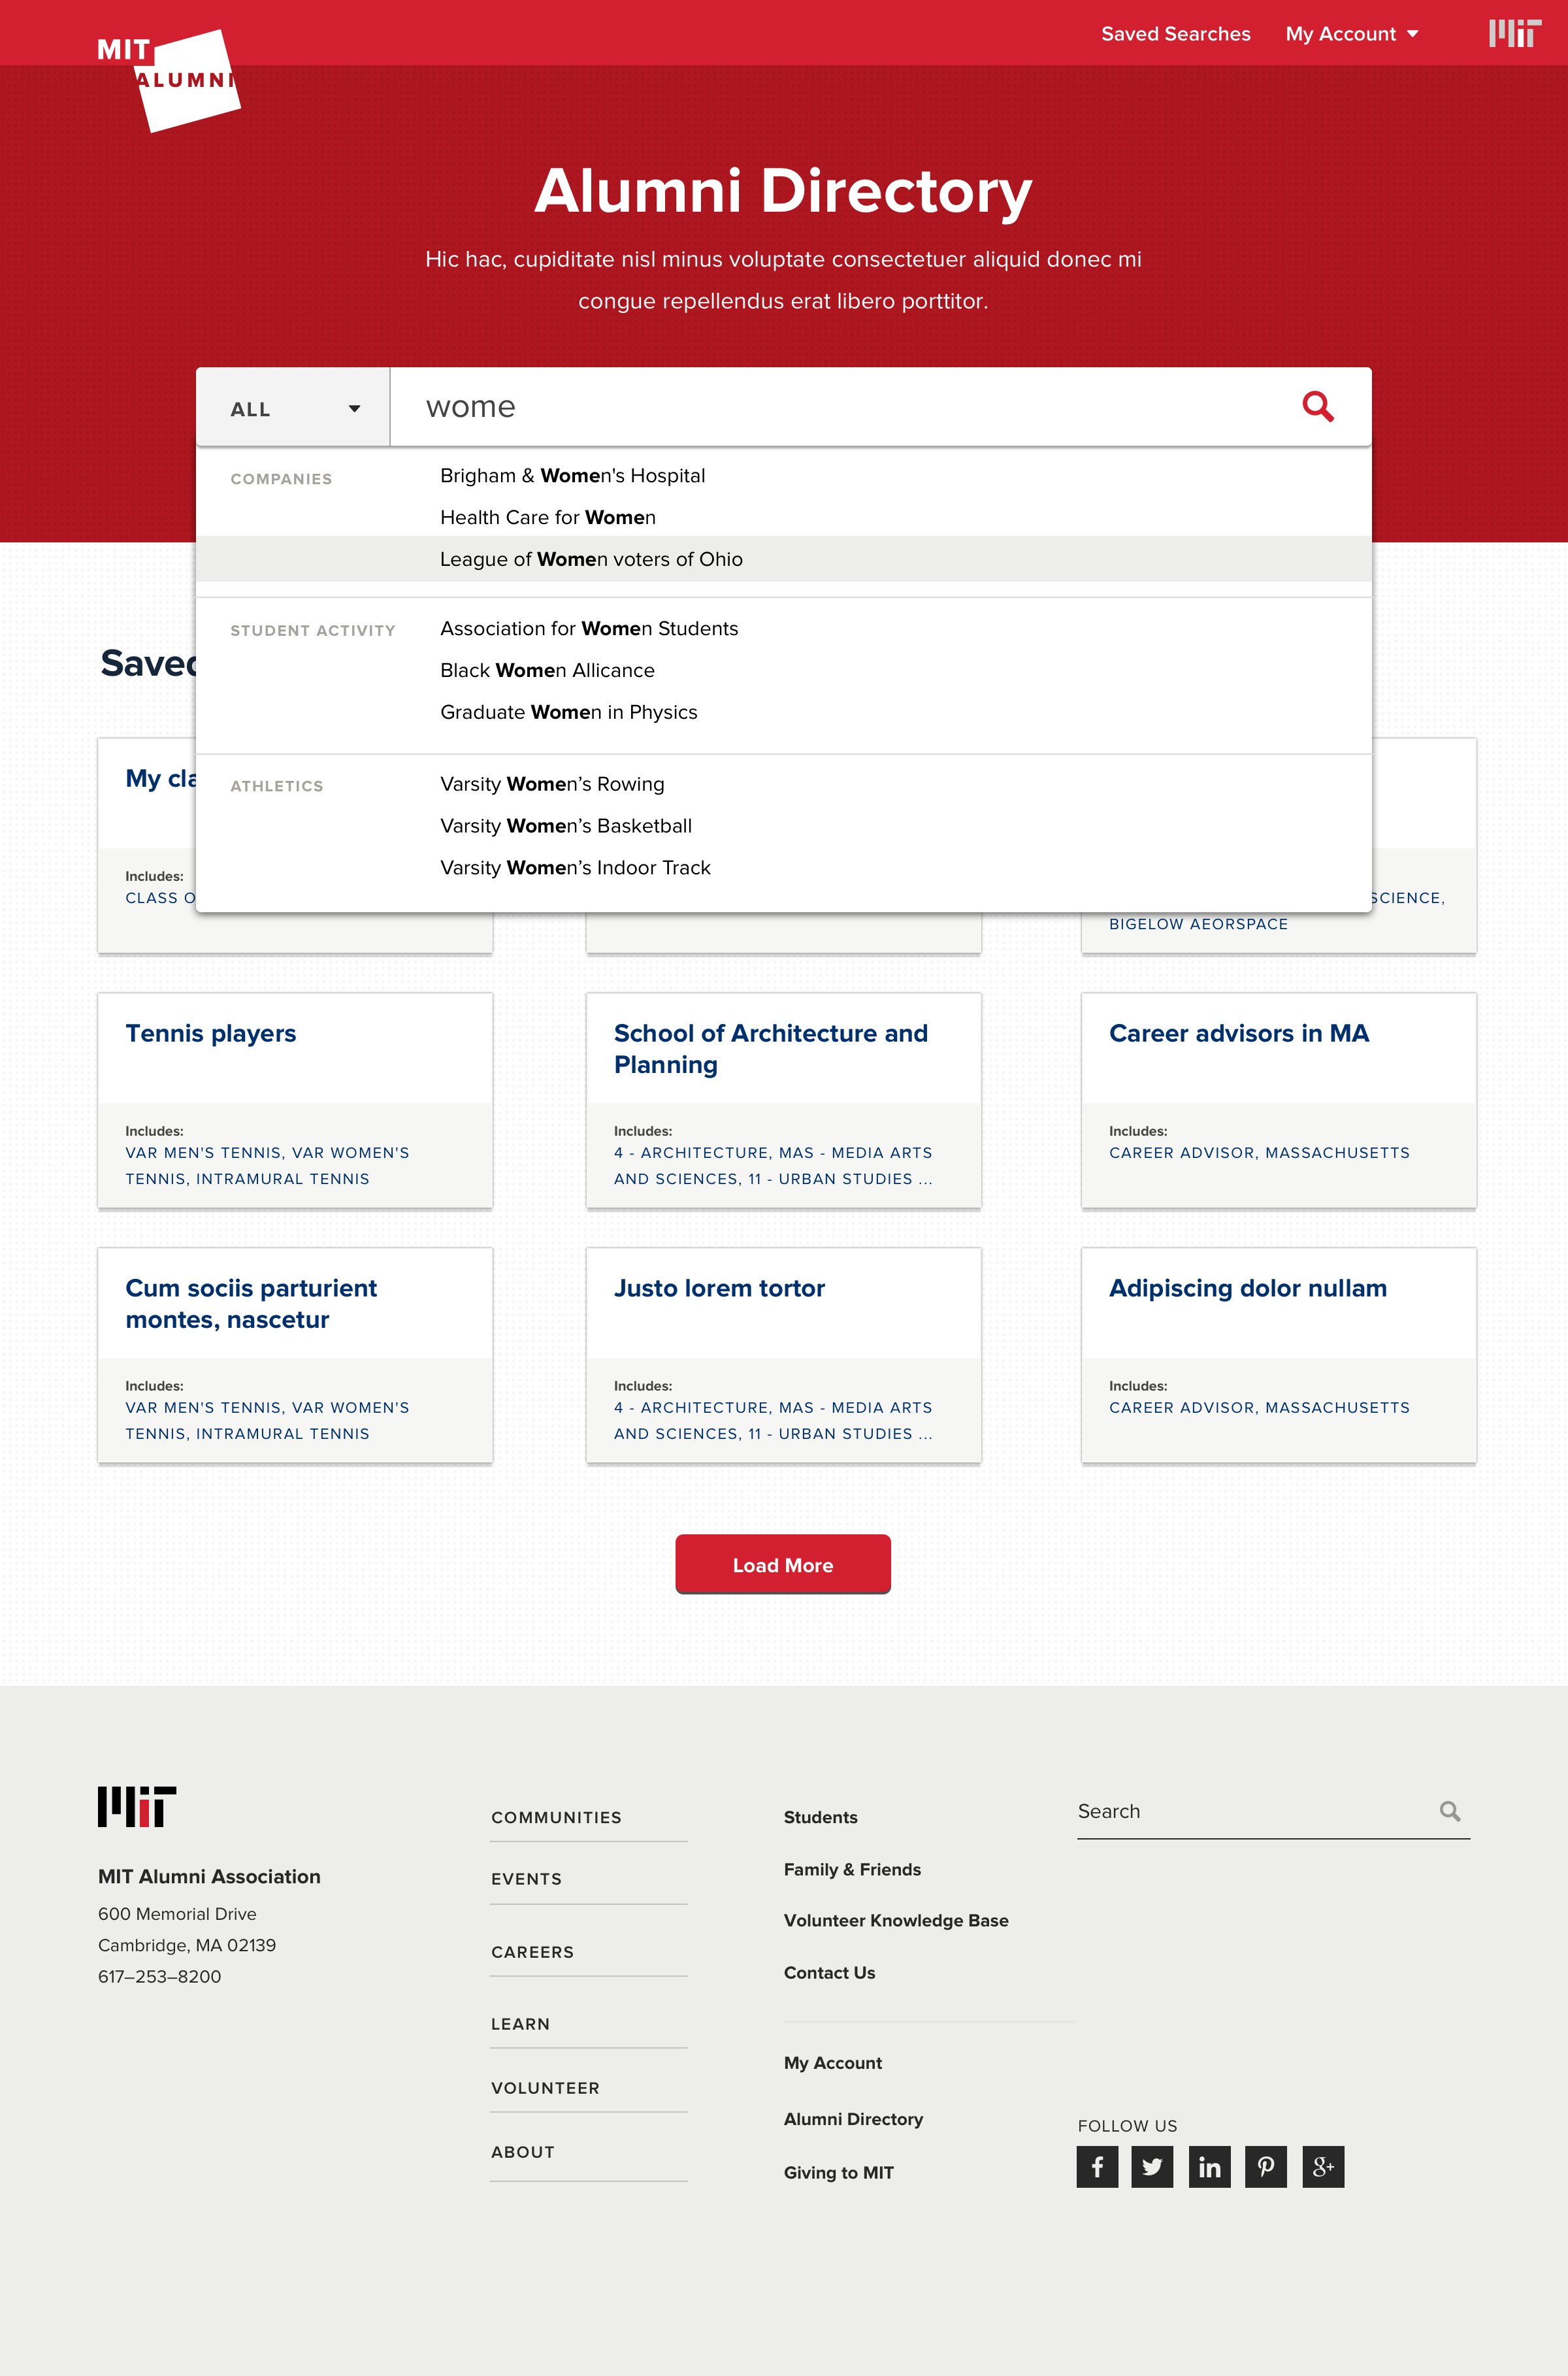 Saved Searches
My Account
MIT
MIT
ALUMNI
Alumni Directory
Hic hac, cupiditate nisl minus voluptate consectetuer aliquid donec mi
congue repellendus erat libero porttitor.
ALL
wome
COMPANIES
Brigham & Women's Hospital
Health Care for Women
League of Women voters of Ohio
STUDENT ACTIVITY
Association for Women Students
Black Women Allicance
Graduate Women in Physics
ATHLETICS
Varsity Women’s Rowing
Varsity Women’s Basketball
Varsity Women’s Indoor Track
Saved
My cla
Includes:
CLASS O
SCIENCE,
BIGELOW AEORSPACE
Tennis players
Includes:
VAR MEN'S TENNIS, VAR WOMEN'S
TENNIS, INTRAMURAL TENNIS
School of Architecture and
Planning
Includes:
4 - ARCHITECTURE, MAS - MEDIA ARTS
AND SCIENCES, 11 - URBAN STUDIES ...
Career advisors in MA
Includes:
CAREER ADVISOR, MASSACHUSETTS
Cum sociis parturient
montes, nascetur
Includes:
VAR MEN'S TENNIS, VAR WOMEN'S
TENNIS, INTRAMURAL TENNIS
Justo lorem tortor
Includes:
4 - ARCHITECTURE, MAS - MEDIA ARTS
AND SCIENCES, 11 - URBAN STUDIES ...
Adipiscing dolor nullam
Includes:
CAREER ADVISOR, MASSACHUSETTS
Load More
MIT
MIT Alumni Association
600 Memorial Drive
Cambridge, MA 02139
617–253–8200
COMMUNITIES
EVENTS
CAREERS
LEARN
VOLUNTEER
ABOUT
Students
Family & Friends
Volunteer Knowledge Base
Contact Us
My Account
Alumni Directory
Giving to MIT
Search
FOLLOW US
f
in
g+